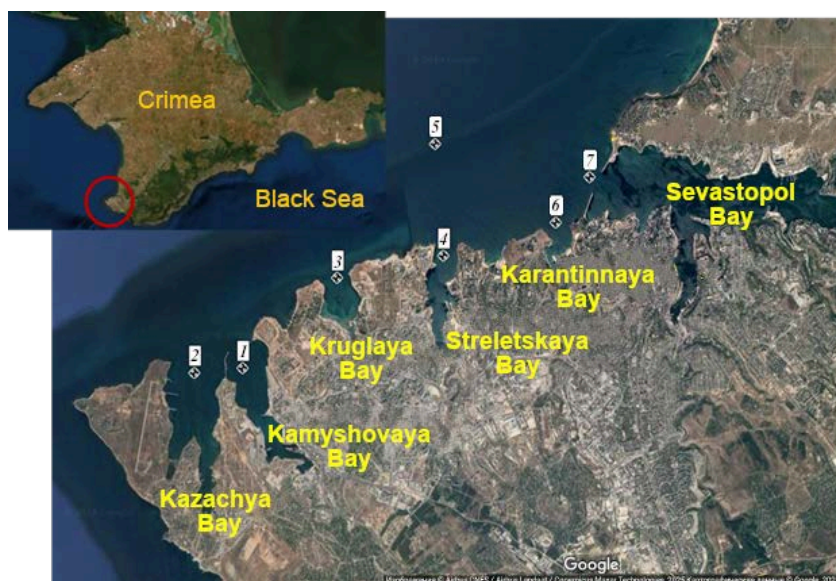 Crimea
Black Sea
5
7
Sevastopol
Bay
6
4
3
Karantinnaya
Bay
Kruglaya
Bay
Streletskaya
Bay
2
1
Kamyshovaya
Bay
Kazachya
Bay
Google